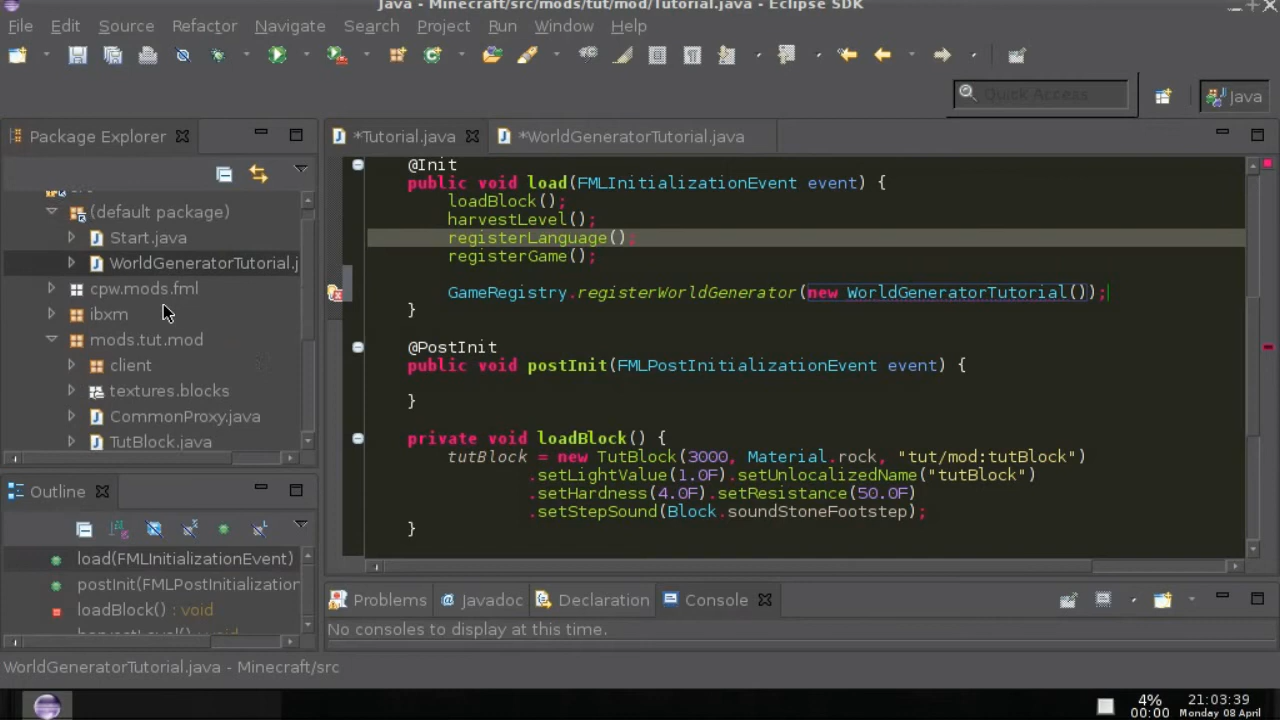 Java - Minecraft/src/mods/tut/mod/Tutorial.java - Eclipse SDK
File Edit Source Refactor Navigate Search Project Run Window Help
Quick Access
Java
Package Explorer
(default package)
Start.java
WorldGeneratorTutorial.j
cpw.mods.fml
ibxm
mods.tut.mod
client
textures.blocks
CommonProxy.java
TutBlock.java
Outline
load(FMLInitializationEvent)
postInit(FMLPostInitialization
loadBlock() : void
harvestLevel() : void
*Tutorial.java *WorldGeneratorTutorial.java
@Init
public void load(FMLInitializationEvent event) {
loadBlock();
harvestLevel();
registerLanguage();
registerGame();
GameRegistry.registerWorldGenerator(new WorldGeneratorTutorial());
}
@PostInit
public void postInit(FMLPostInitializationEvent event) {
}
private void loadBlock() {
tutBlock = new TutBlock(3000, Material.rock, "tut/mod:tutBlock")
.setLightValue(1.0F).setUnlocalizedName("tutBlock")
.setHardness(4.0F).setResistance(50.0F)
.setStepSound(Block.soundStoneFootstep);
}
Problems Javadoc Declaration Console
No consoles to display at this time.
WorldGeneratorTutorial.java - Minecraft/src
4%
00:00
21:03:39
Monday 08 April